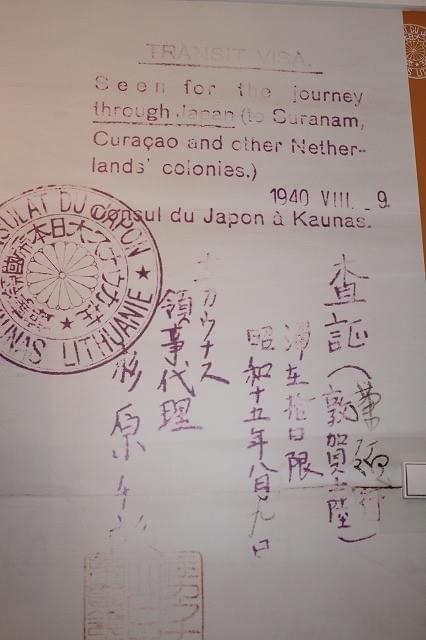 TRANSIT VISA.
Seen for the journey
through Japan (to Suranam,
Curaçao and other Nether-
lands' colonies.)
1940 VIII. 9.
Consul du Japon à Kaunas.
SULAT DU JAPON
UNAS LITHUANIE
査証(敦賀上陸)
滞在拾日限
昭和十五年八月九日
在カウナス
領事代理
杉原千畝